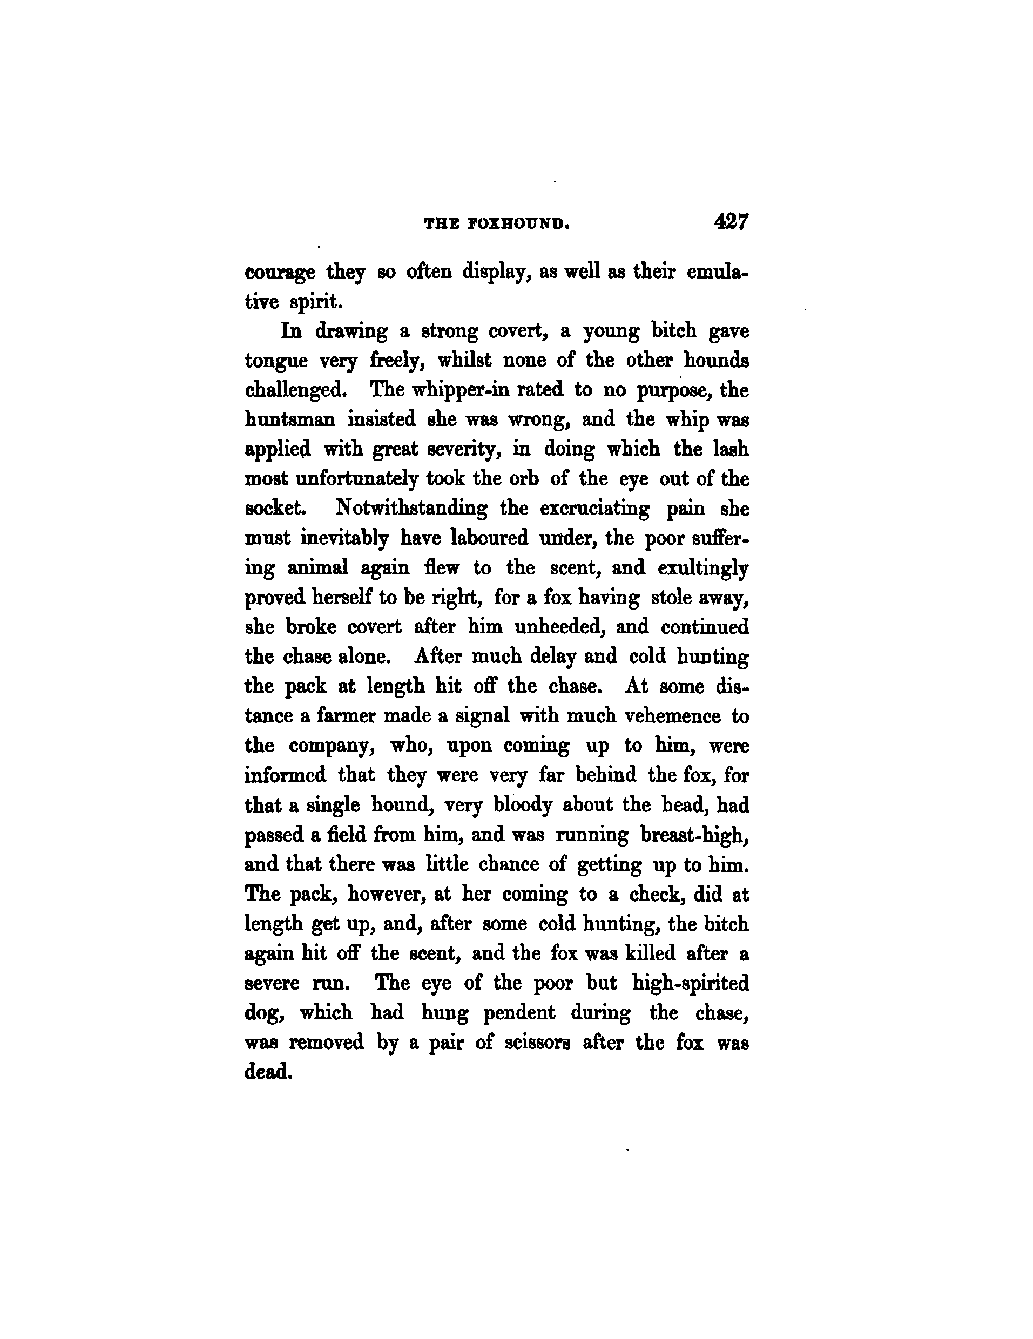 THE FOXHOUND. 427
courage they so often display, as well as their emula-
tive spirit.
In drawing a strong covert, a young bitch gave
tongue very freely, whilst none of the other hounds
challenged. The whipper-in rated to no purpose, the
huntsman insisted she was wrong, and the whip was
applied with great severity, in doing which the lash
most unfortunately took the orb of the eye out of the
socket. Notwithstanding the excruciating pain she
must inevitably have laboured under, the poor suffer-
ing animal again flew to the scent, and exultingly
proved herself to be right, for a fox having stole away,
she broke covert after him unheeded, and continued
the chase alone. After much delay and cold hunting
the pack at length hit off the chase. At some dis-
tance a farmer made a signal with much vehemence to
the company, who, upon coming up to him, were
informed that they were very far behind the fox, for
that a single hound, very bloody about the head, had
passed a field from him, and was running breast-high,
and that there was little chance of getting up to him.
The pack, however, at her coming to a check, did at
length get up, and, after some cold hunting, the bitch
again hit off the scent, and the fox was killed after a
severe run. The eye of the poor but high-spirited
dog, which had hung pendent during the chase,
was removed by a pair of scissors after the fox was
dead.